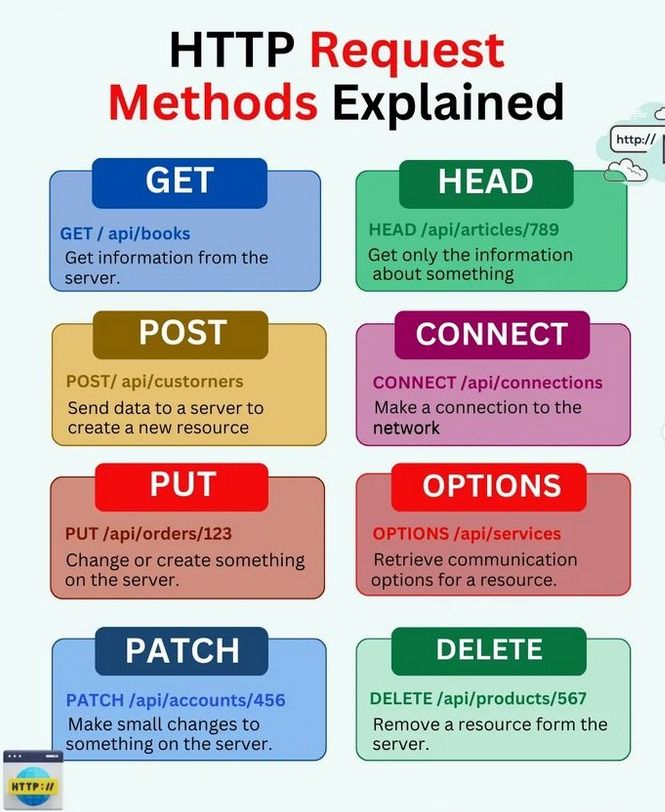 HTTP Request
Methods Explained
http://
GET
GET / api/books
Get information from the
server.
HEAD
HEAD /api/articles/789
Get only the information
about something
POST
POST/ api/custorners
Send data to a server to
create a new resource
CONNECT
CONNECT /api/connections
Make a connection to the
network
PUT
PUT /api/orders/123
Change or create something
on the server.
OPTIONS
OPTIONS /api/services
Retrieve communication
options for a resource.
PATCH
PATCH /api/accounts/456
Make small changes to
something on the server.
DELETE
DELETE /api/products/567
Remove a resource form the
server.
HTTP://